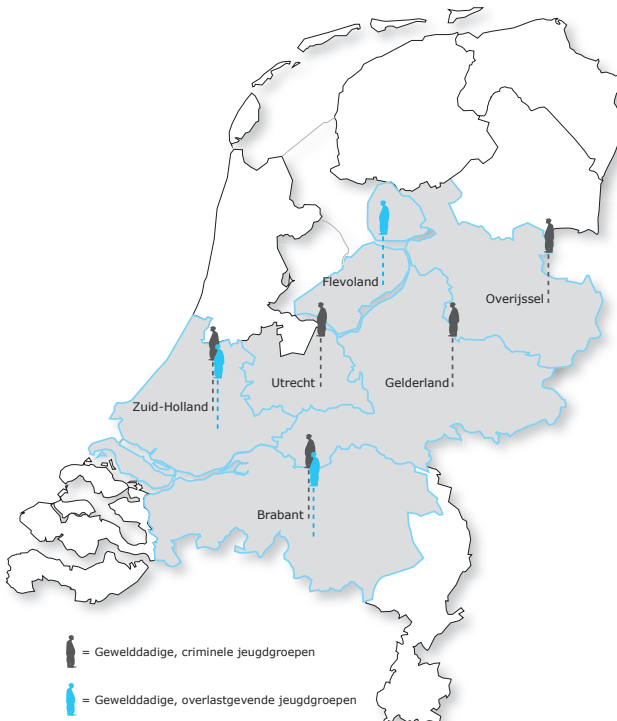 Flevoland
Overijssel
Utrecht
Gelderland
Zuid-Holland
Brabant
= Gewelddadige, criminele jeugdgroepen
= Gewelddadige, overlastgevende jeugdgroepen